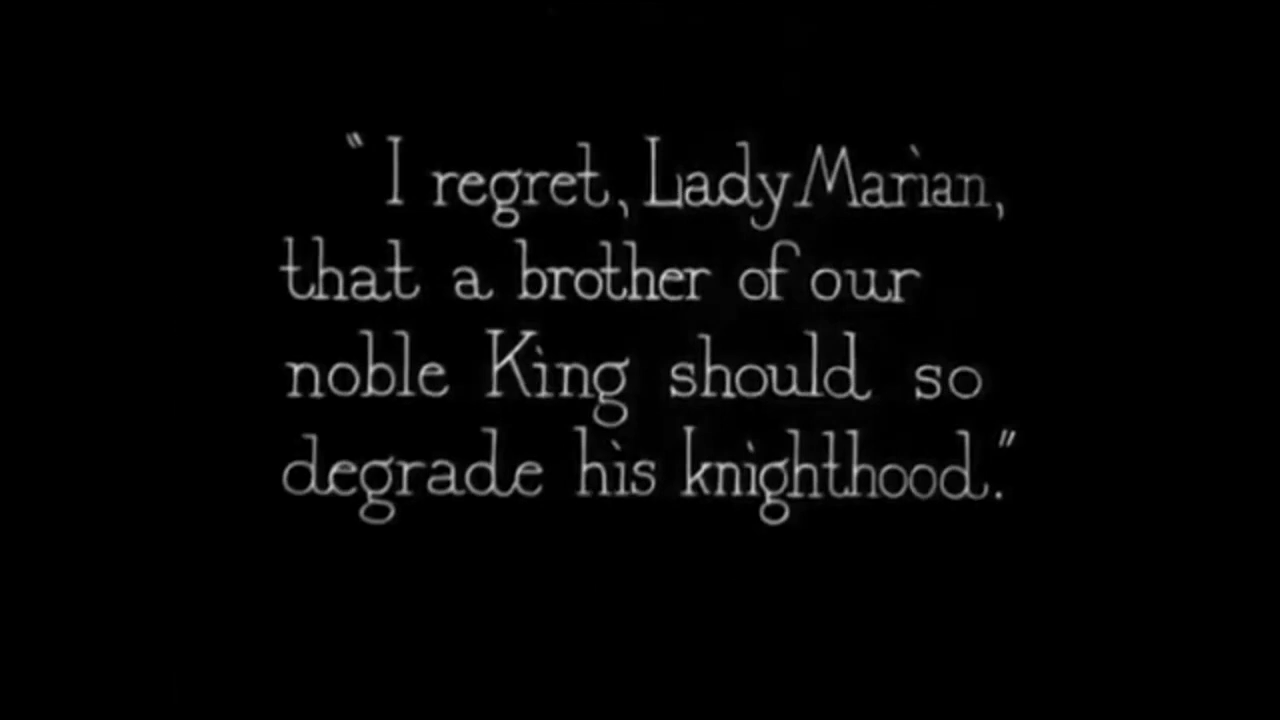 "I regret, Lady Marian,
that a brother of our
noble King should so
degrade his knighthood."